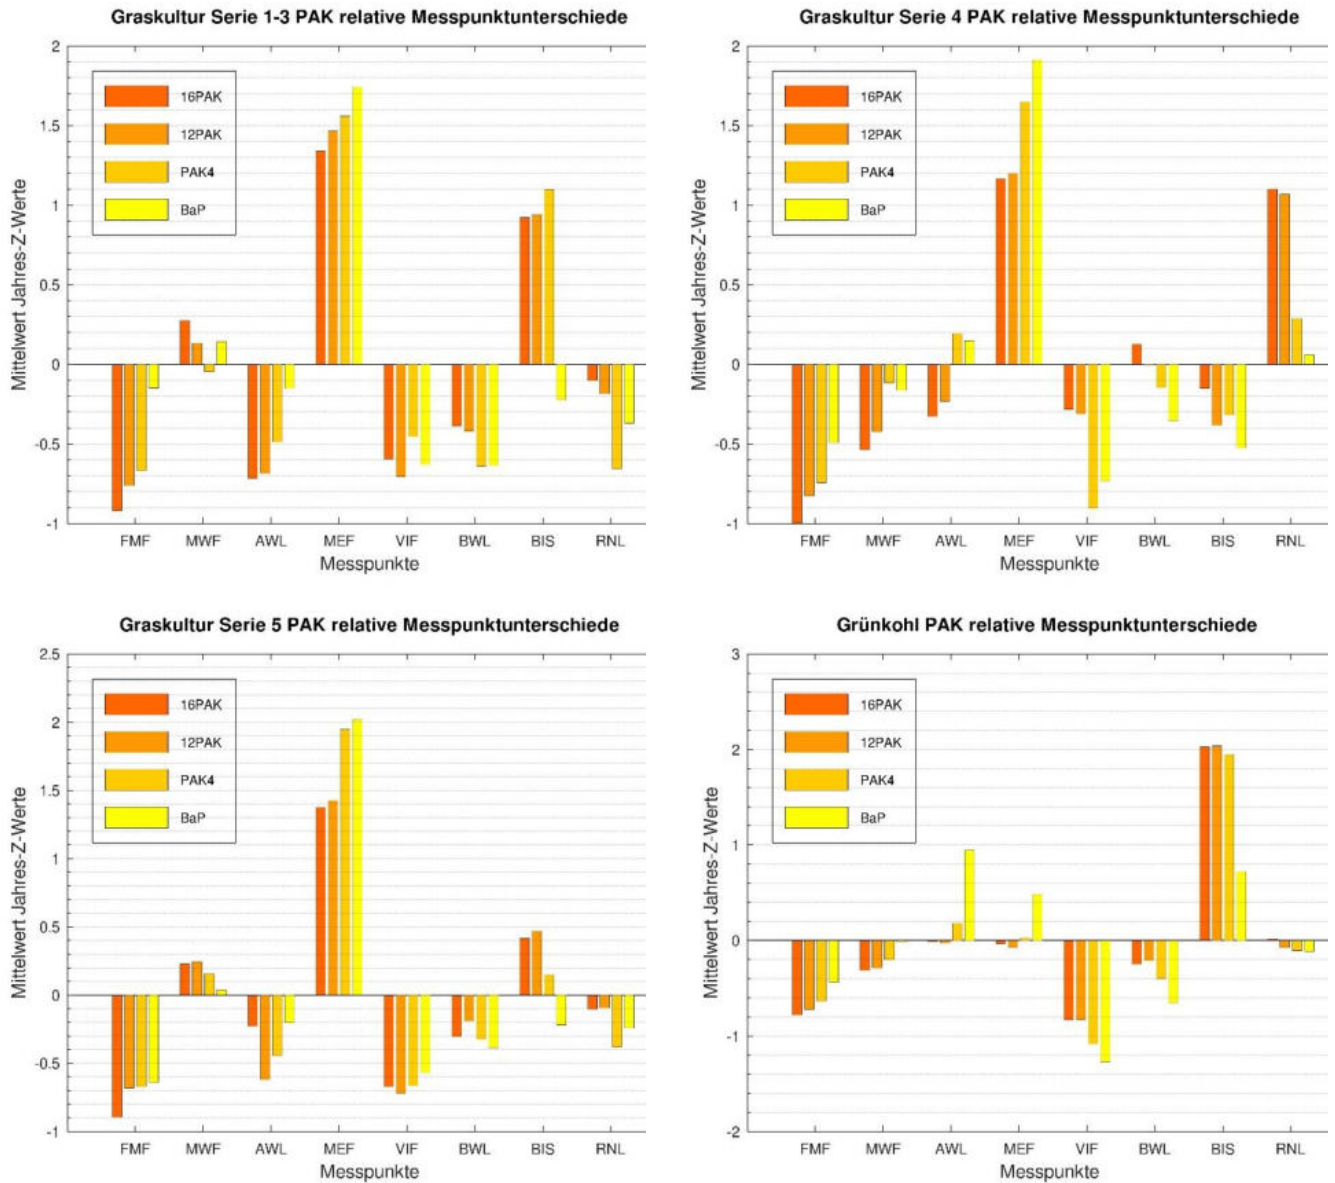 Graskultur Serie 1-3 PAK relative Messpunktunterschiede
2
1.5
1
0.5
0
-0.5
-1
Mittelwert Jahres-Z-Werte
16PAK
12PAK
PAK4
BaP
FMF MWF AWL MEF VIF BWL BIS RNL
Messpunkte
Graskultur Serie 4 PAK relative Messpunktunterschiede
2
1.5
1
0.5
0
-0.5
-1
Mittelwert Jahres-Z-Werte
16PAK
12PAK
PAK4
BaP
FMF MWF AWL MEF VIF BWL BIS RNL
Messpunkte
Graskultur Serie 5 PAK relative Messpunktunterschiede
2.5
2
1.5
1
0.5
0
-0.5
-1
Mittelwert Jahres-Z-Werte
16PAK
12PAK
PAK4
BaP
FMF MWF AWL MEF VIF BWL BIS RNL
Messpunkte
Grünkohl PAK relative Messpunktunterschiede
3
2
1
0
-1
-2
Mittelwert Jahres-Z-Werte
16PAK
12PAK
PAK4
BaP
FMF MWF AWL MEF VIF BWL BIS RNL
Messpunkte